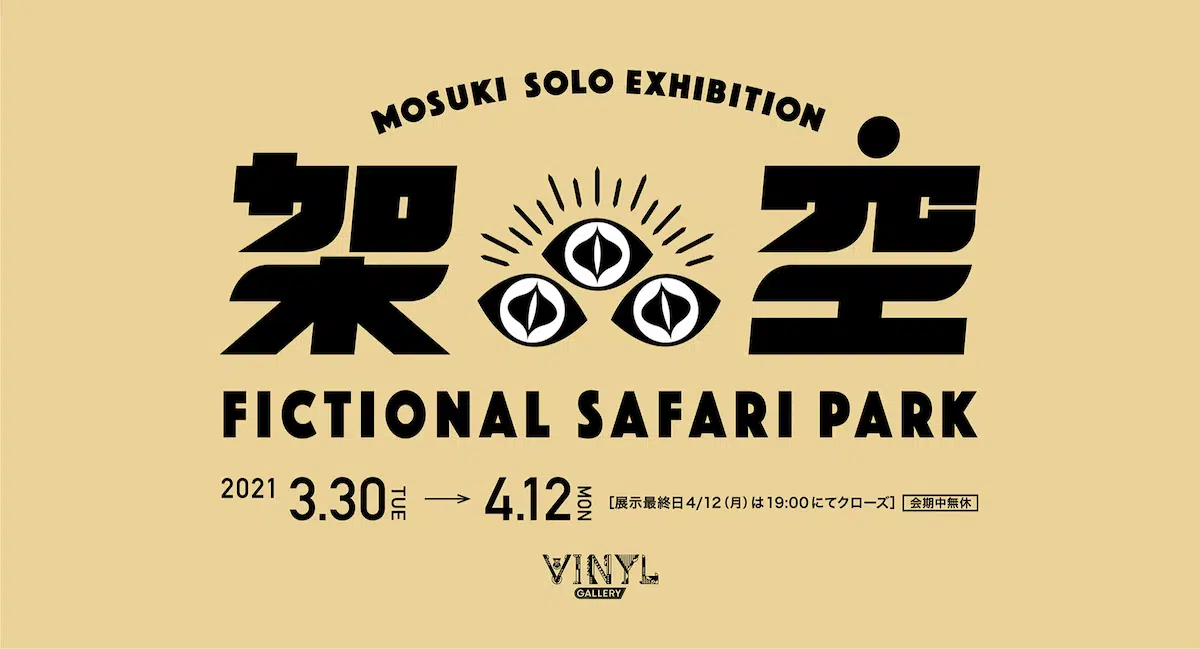 MOSUKI SOLO EXHIBITION
架空
FICTIONAL SAFARI PARK
2021 3.30 TUE → 4.12 MON [展示最終日4/12(月)は19:00にてクローズ] 会期中無休
VINYL
GALLERY